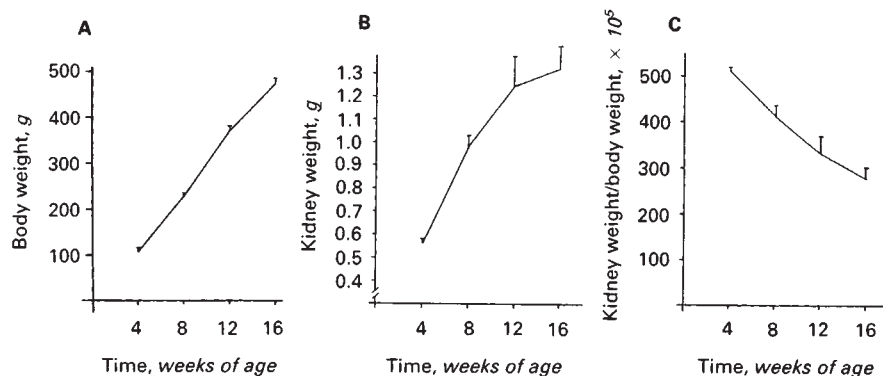 A
Body weight, g
500
400
300
200
100
4 8 12 16
Time, weeks of age
B
Kidney weight, g
1.3
1.2
1.1
1.0
0.9
0.8
0.7
0.6
0.5
0.4
4 8 12 16
Time, weeks of age
C
Kidney weight/body weight, × 10⁵
500
400
300
200
100
4 8 12 16
Time, weeks of age